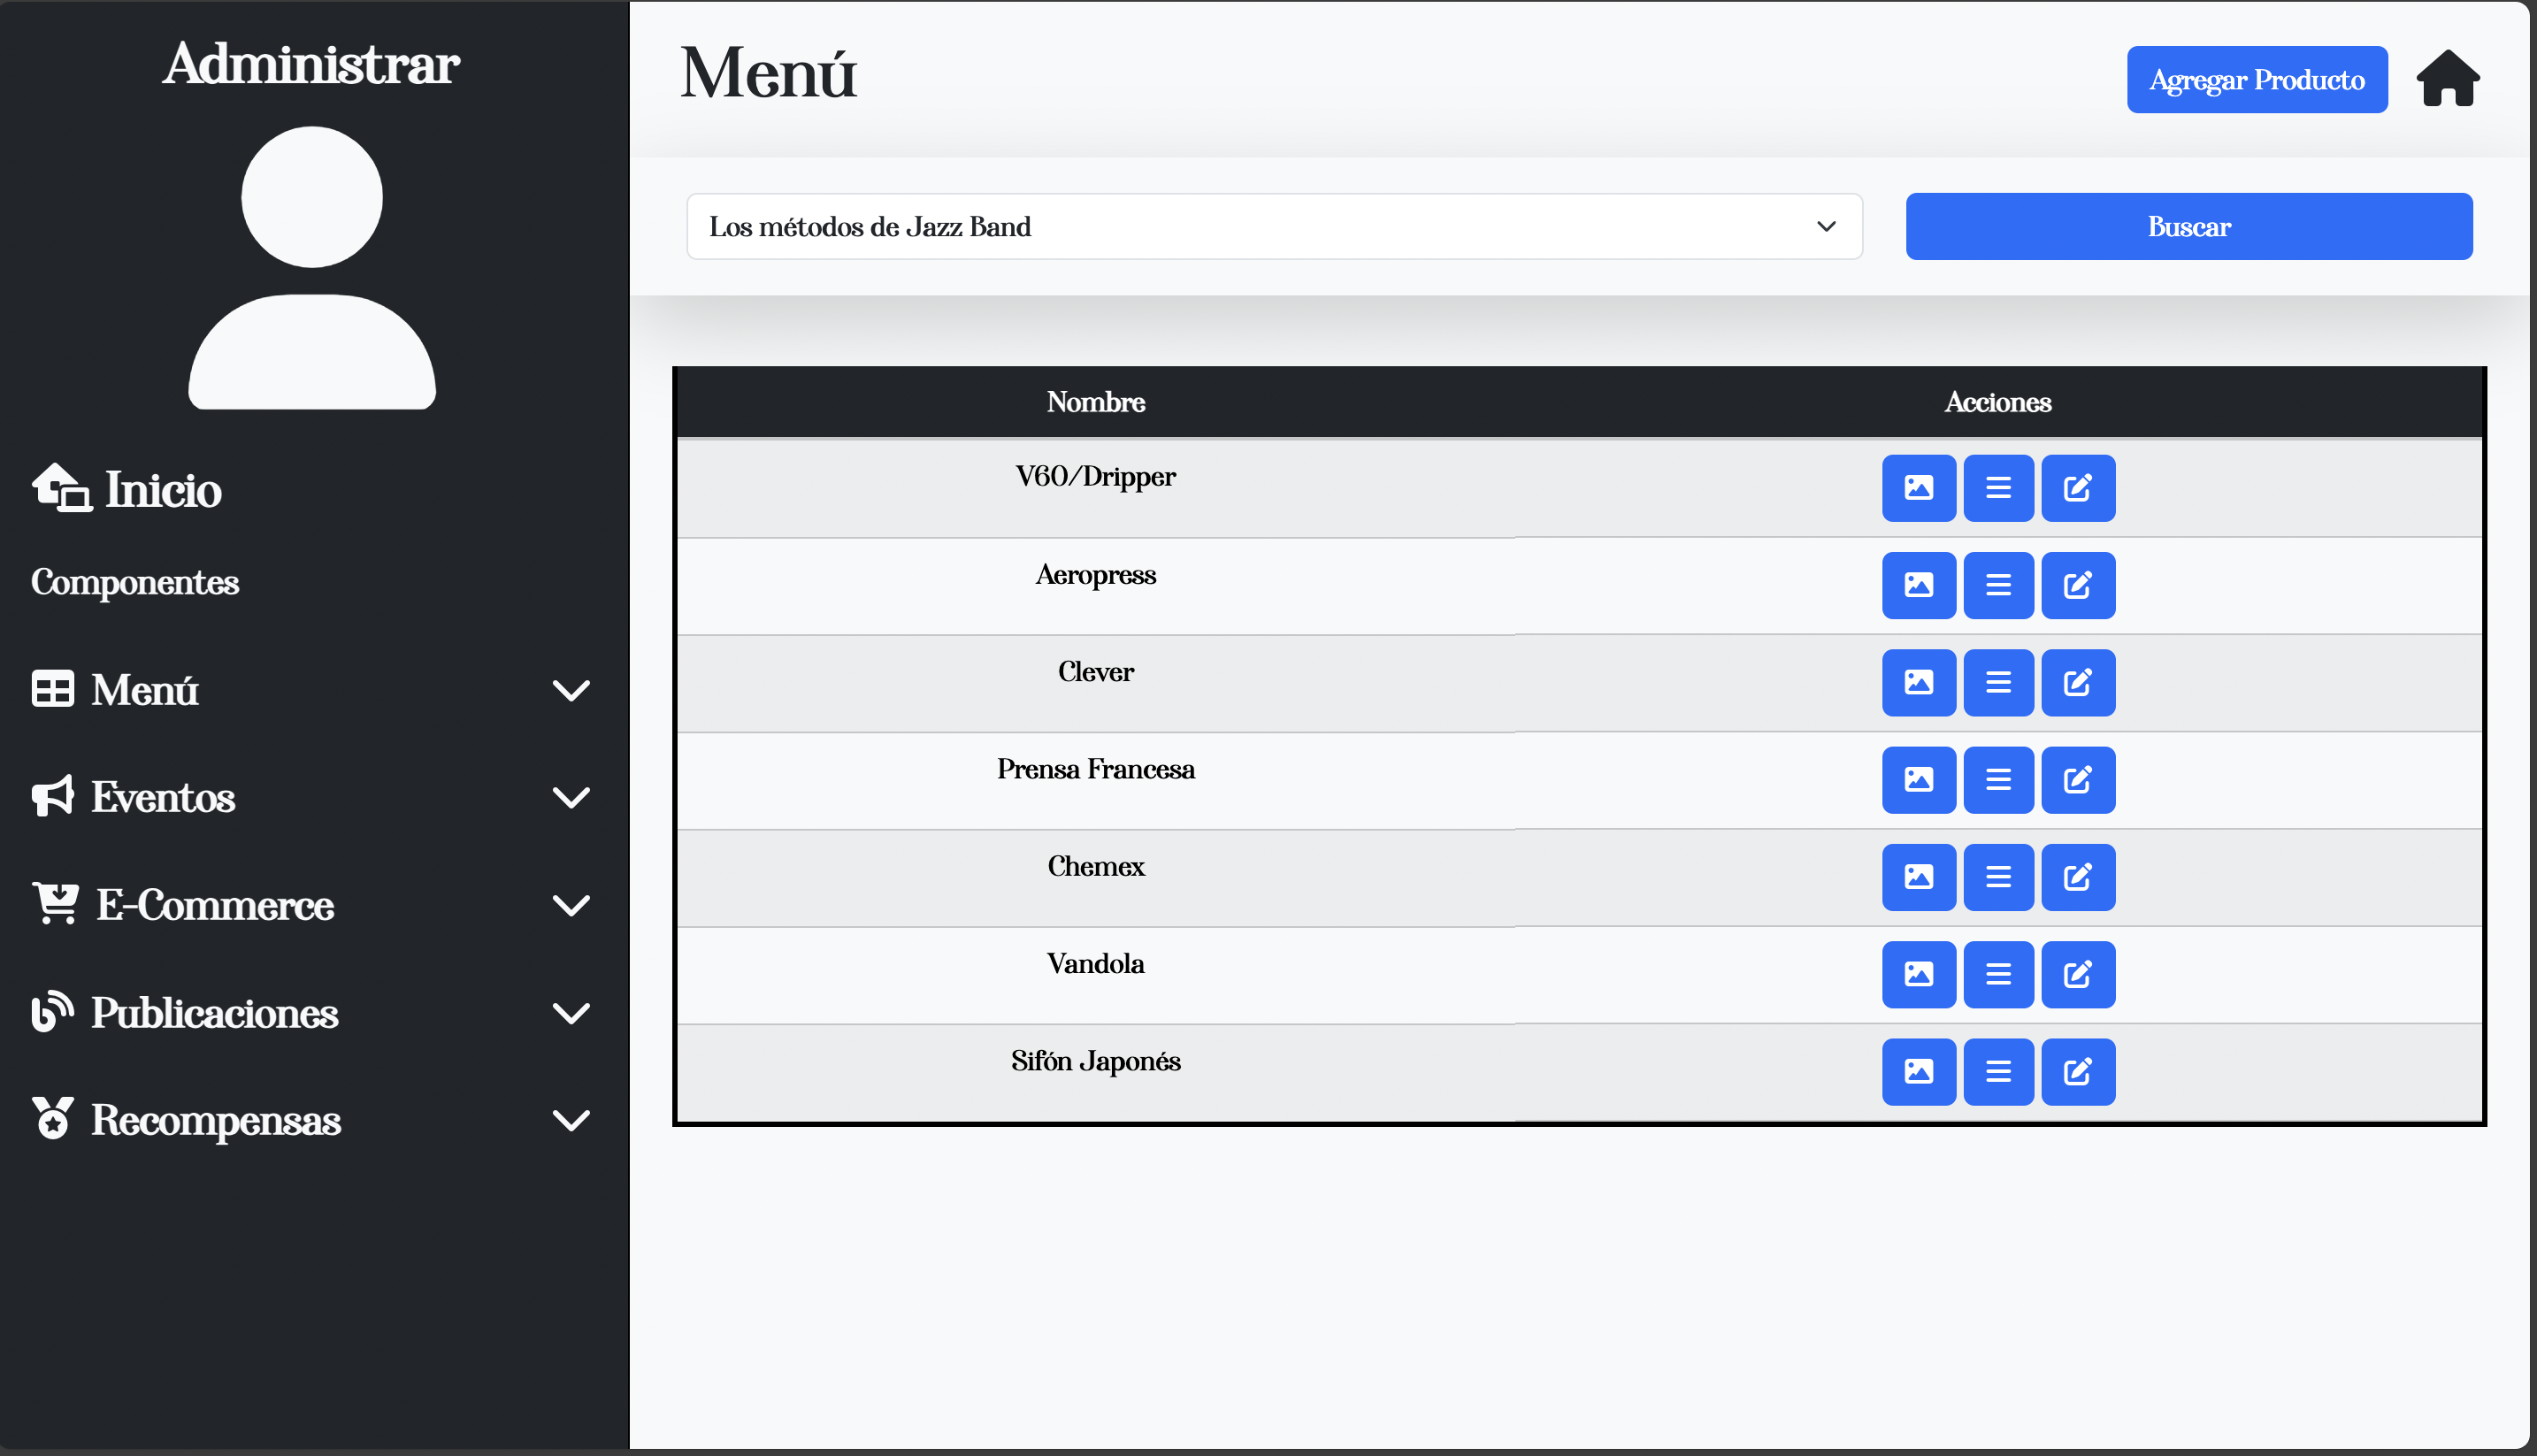 Administrar
Inicio
Componentes
Menú
Eventos
E-Commerce
Publicaciones
Recompensas
Menú
Agregar Producto
Los métodos de Jazz Band
Buscar
Nombre Acciones
V60/Dripper
Aeropress
Clever
Prensa Francesa
Chemex
Vandola
Sifón Japonés